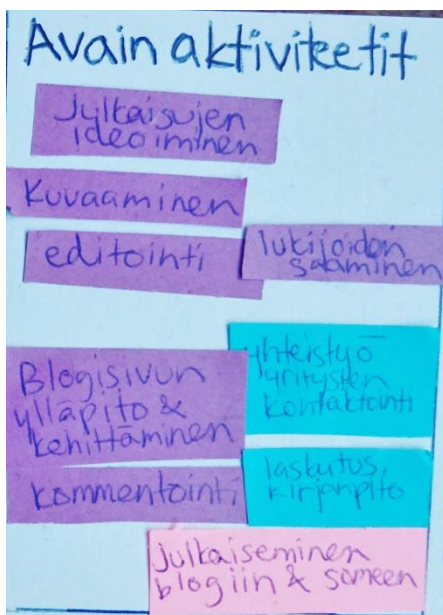 Avain aktiviteetit
Julkaisujen
ideoiminen
Kuvaaminen
editointi
lukijoiden
saaminen
yhteistyö
yritysten
kontaktointi
Blogisivun
ylläpito &
kehittäminen
laskutus,
kirjanpito
kommentointi
julkaiseminen
blogiin & someen